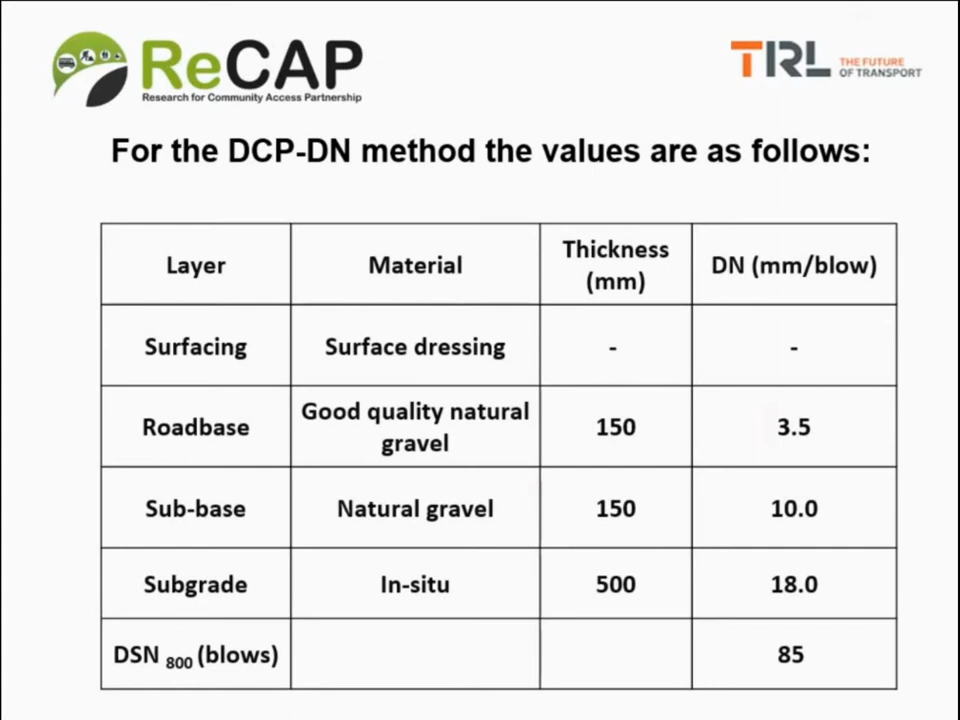 ReCAP
Research for Community Access Partnership
TRL THE FUTURE
OF TRANSPORT
For the DCP-DN method the values are as follows:
Layer Material Thickness (mm) DN (mm/blow)
Surfacing Surface dressing - -
Roadbase Good quality natural gravel 150 3.5
Sub-base Natural gravel 150 10.0
Subgrade In-situ 500 18.0
DSN 800 (blows) 85